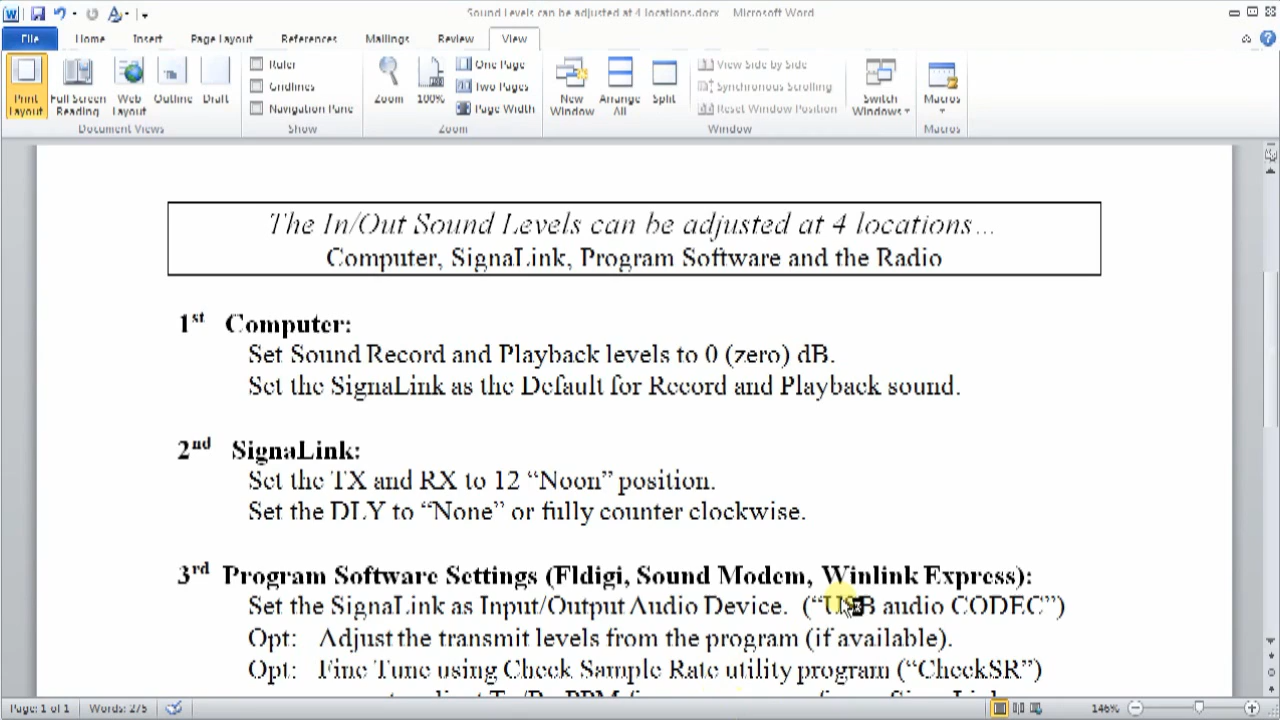 Sound Levels can be adjusted at 4 locations.docx - Microsoft Word
File Home Insert Page Layout References Mailings Review View
Print Layout
Full Screen Reading
Web Layout
Outline
Draft
Document Views
Ruler
Gridlines
Navigation Pane
Show
Zoom
100%
One Page
Two Pages
Page Width
Zoom
New Window
Arrange All
Split
View Side by Side
Synchronous Scrolling
Reset Window Position
Window
Switch Windows
Macros
Macros
The In/Out Sound Levels can be adjusted at 4 locations...
Computer, SignaLink, Program Software and the Radio
1st Computer:
Set Sound Record and Playback levels to 0 (zero) dB.
Set the SignaLink as the Default for Record and Playback sound.
2nd SignaLink:
Set the TX and RX to 12 “Noon” position.
Set the DLY to “None” or fully counter clockwise.
3rd Program Software Settings (Fldigi, Sound Modem, Winlink Express):
Set the SignaLink as Input/Output Audio Device. (“USB audio CODEC”)
Opt: Adjust the transmit levels from the program (if available).
Opt: Fine Tune using Check Sample Rate utility program (“CheckSR”)
Page: 1 of 1 Words: 275 146%